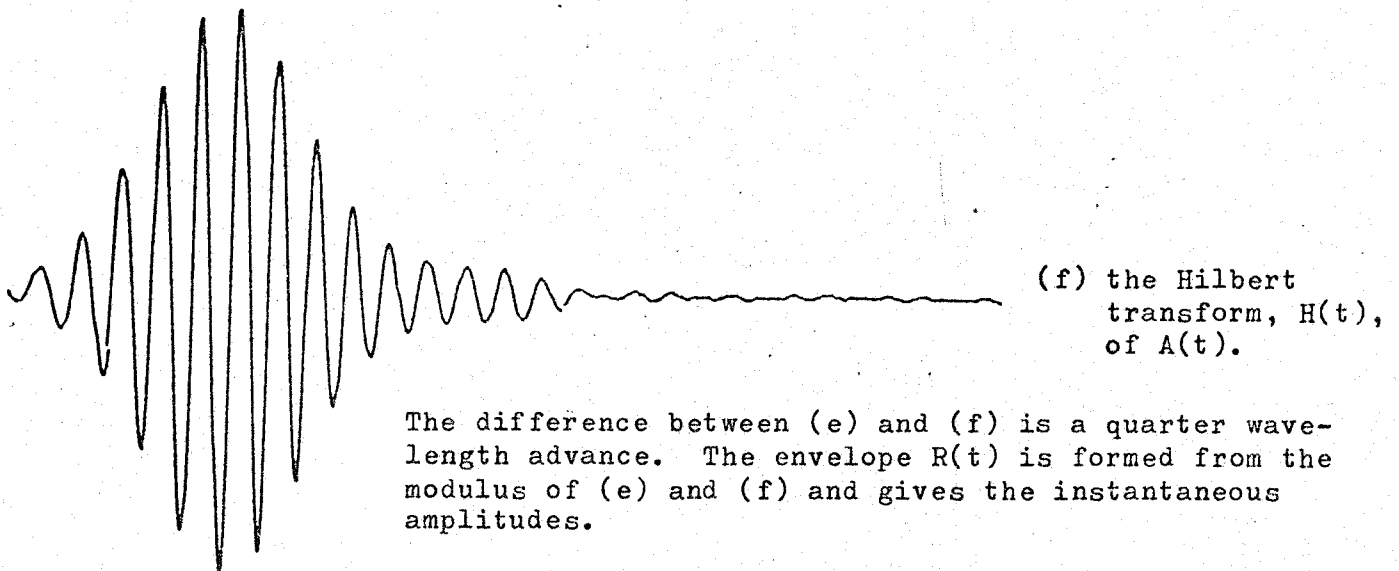 (f) the Hilbert
transform, H(t),
of A(t).
The difference between (e) and (f) is a quarter wave-
length advance. The envelope R(t) is formed from the
modulus of (e) and (f) and gives the instantaneous
amplitudes.